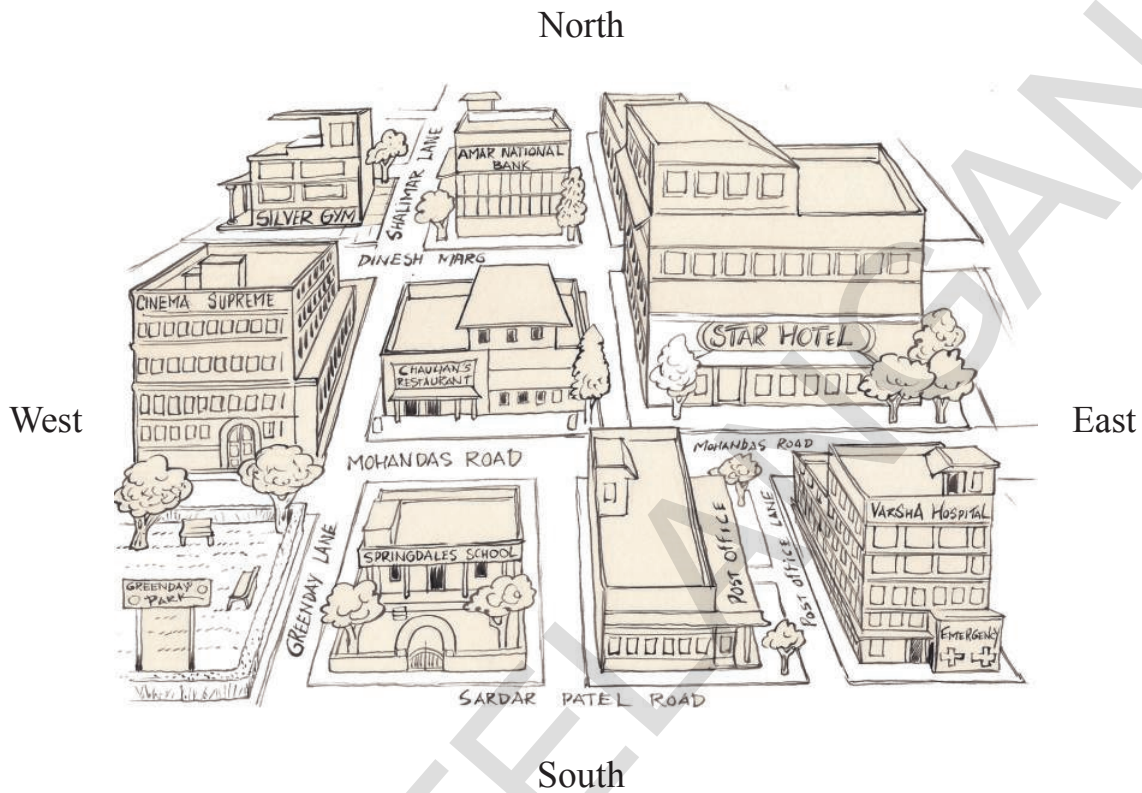 North
SHALIMAR LANE
AMAR NATIONAL
BANK
SILVER GYM
DINESH MARG
CINEMA SUPREME
STAR HOTEL
CHAUHAN'S
RESTAURANT
West
East
MOHANDAS ROAD
MOHANDAS ROAD
VARSHA HOSPITAL
SPRINGDALES SCHOOL
GREENDAY
PARK
GREENDAY LANE
POST OFFICE
POST OFFICE LANE
EMERGENCY
SARDAR PATEL ROAD
South